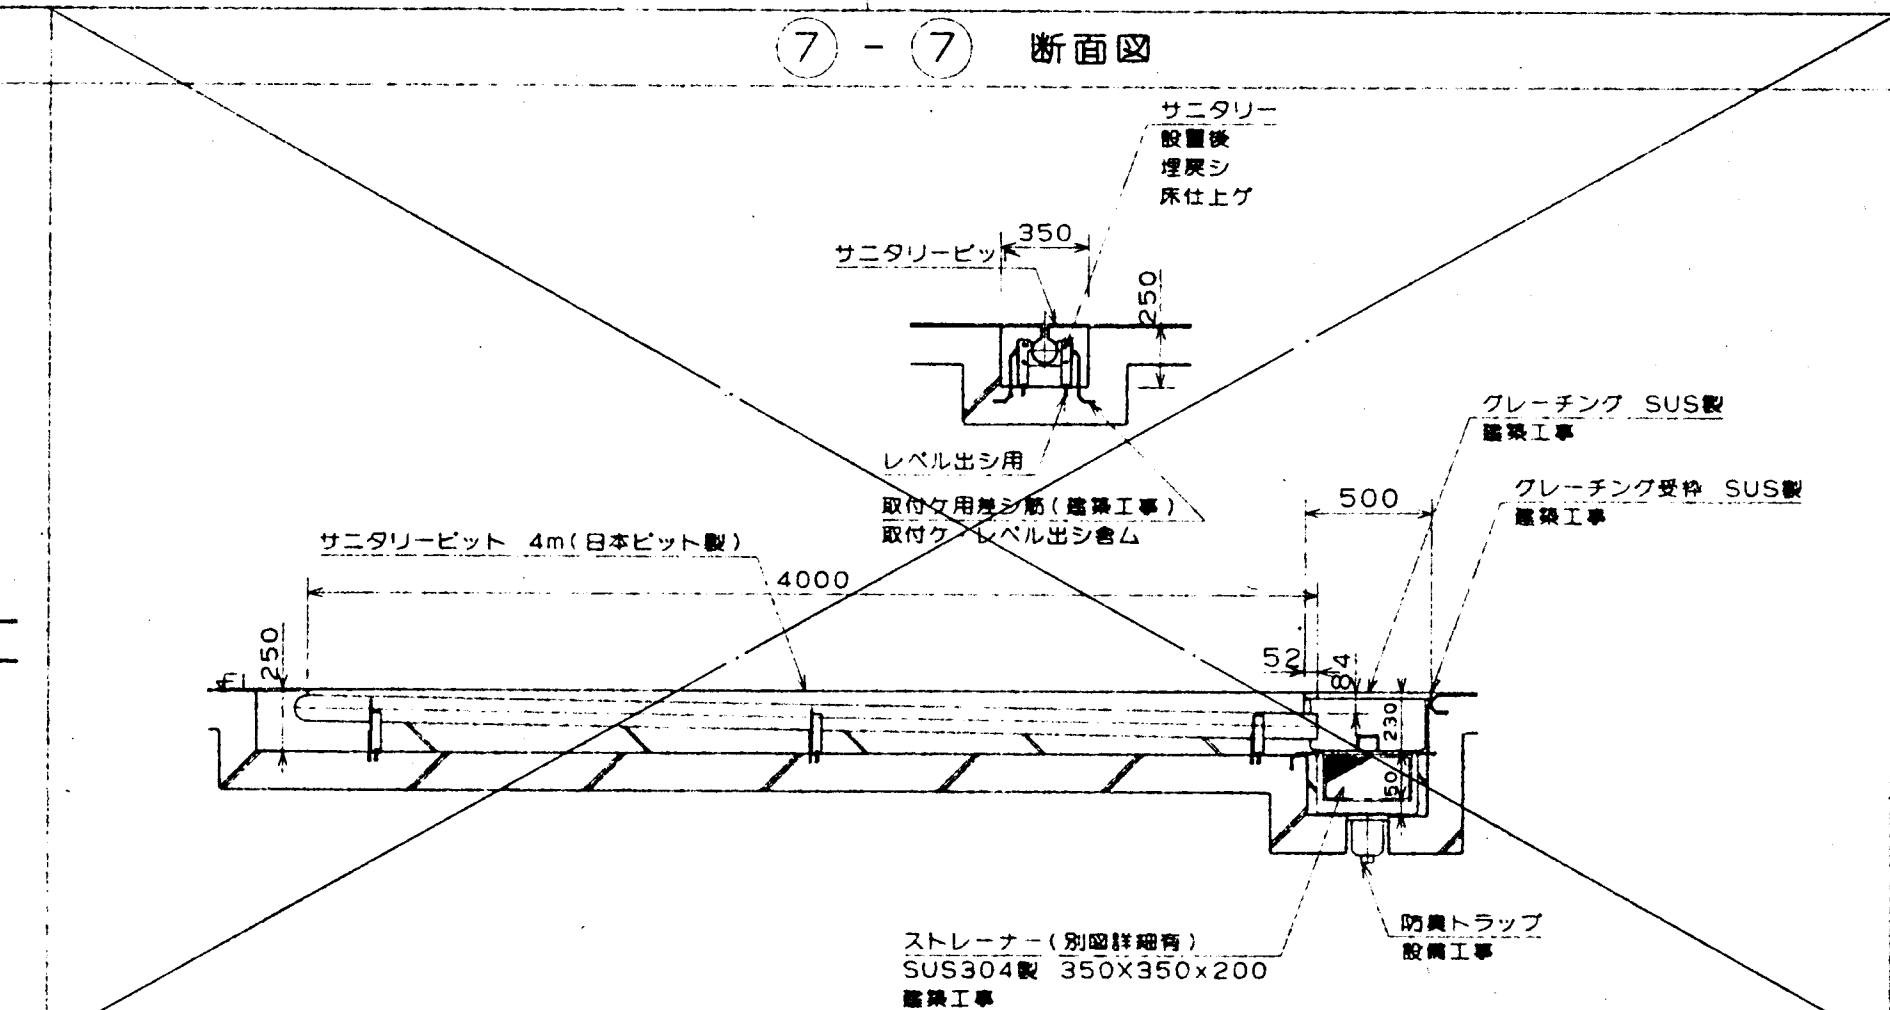 7 - 7 断面図
サニタリー
設置後
埋戻シ
床仕上ゲ
350
サニタリーピッ
250
グレーチング SUS製
建築工事
レベル出シ用
500
グレーチング受枠 SUS製
建築工事
取付ケ用差シ筋(建築工事)
取付ケ・レベル出シ含ム
サニタリーピット 4m(日本ピット製)
4000
250
52
84
FL
230
50
防臭トラップ
設備工事
ストレーナー(別図詳細有)
SUS304製 350X350x200
建築工事